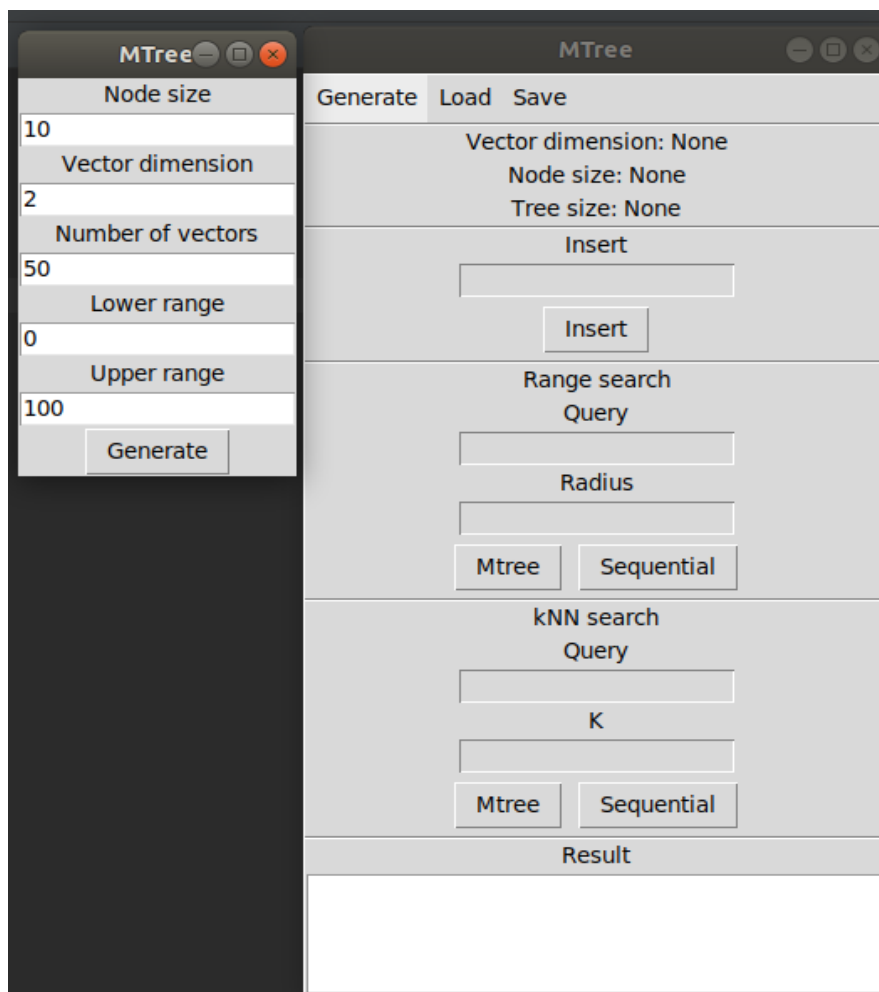 MTree
Node size
10
Vector dimension
2
Number of vectors
50
Lower range
0
Upper range
100
Generate
MTree
Generate Load Save
Vector dimension: None
Node size: None
Tree size: None
Insert
Insert
Range search
Query
Radius
Mtree Sequential
kNN search
Query
K
Mtree Sequential
Result